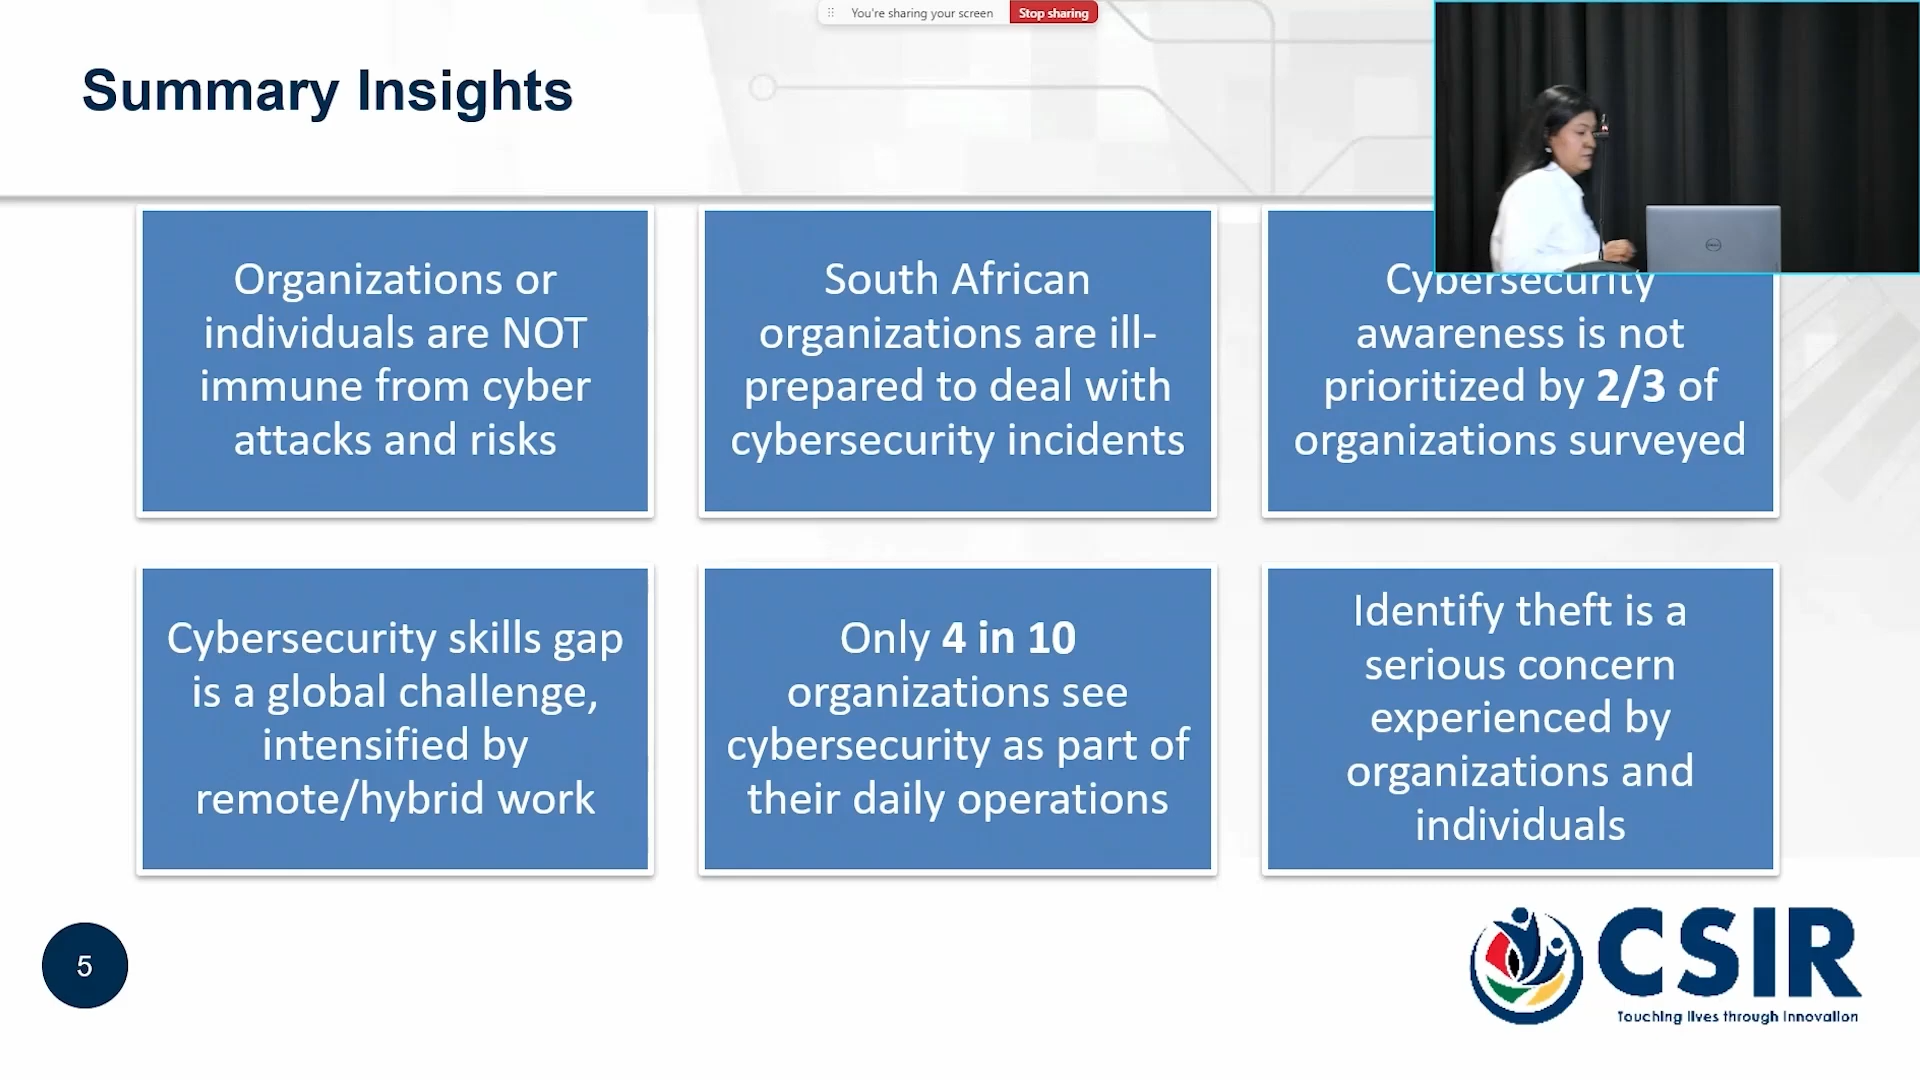 You're sharing your screen
Stop sharing
Summary Insights
Organizations or
individuals are NOT
immune from cyber
attacks and risks
South African
organizations are ill-
prepared to deal with
cybersecurity incidents
Cybersecurity
awareness is not
prioritized by 2/3 of
organizations surveyed
Cybersecurity skills gap
is a global challenge,
intensified by
remote/hybrid work
Only 4 in 10
organizations see
cybersecurity as part of
their daily operations
Identify theft is a
serious concern
experienced by
organizations and
individuals
5
CSIR
Touching lives through innovation